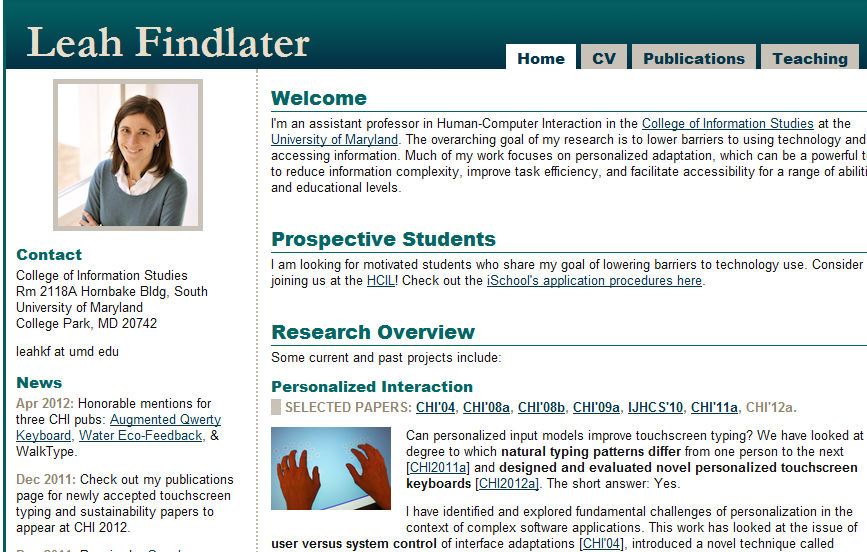 Leah Findlater
Home
CV
Publications
Teaching
Contact
College of Information Studies
Rm 2118A Hornbake Bldg, South
University of Maryland
College Park, MD 20742
leahkf at umd edu
News
Apr 2012: Honorable mentions for
three CHI pubs: Augmented Qwerty
Keyboard, Water Eco-Feedback, &
WalkType.
Dec 2011: Check out my publications
page for newly accepted touchscreen
typing and sustainability papers to
appear at CHI 2012.
Welcome
I'm an assistant professor in Human-Computer Interaction in the College of Information Studies at the
University of Maryland. The overarching goal of my research is to lower barriers to using technology and
accessing information. Much of my work focuses on personalized adaptation, which can be a powerful
to reduce information complexity, improve task efficiency, and facilitate accessibility for a range of
and educational levels.
Prospective Students
I am looking for motivated students who share my goal of lowering barriers to technology use. Consider
joining us at the HCIL! Check out the iSchool's application procedures here.
Research Overview
Some current and past projects include:
Personalized Interaction
SELECTED PAPERS: CHI'04, CHI'08a, CHI'08b, CHI'09a, IJHCS'10, CHI'11a, CHI'12a.
Can personalized input models improve touchscreen typing? We have looked at
degree to which natural typing patterns differ from one person to the next
[CHI2011a] and designed and evaluated novel personalized touchscreen
keyboards [CHI2012a]. The short answer: Yes.
I have identified and explored fundamental challenges of personalization in the
context of complex software applications. This work has looked at the issue of
user versus system control of interface adaptations [CHI'04], introduced a novel technique called